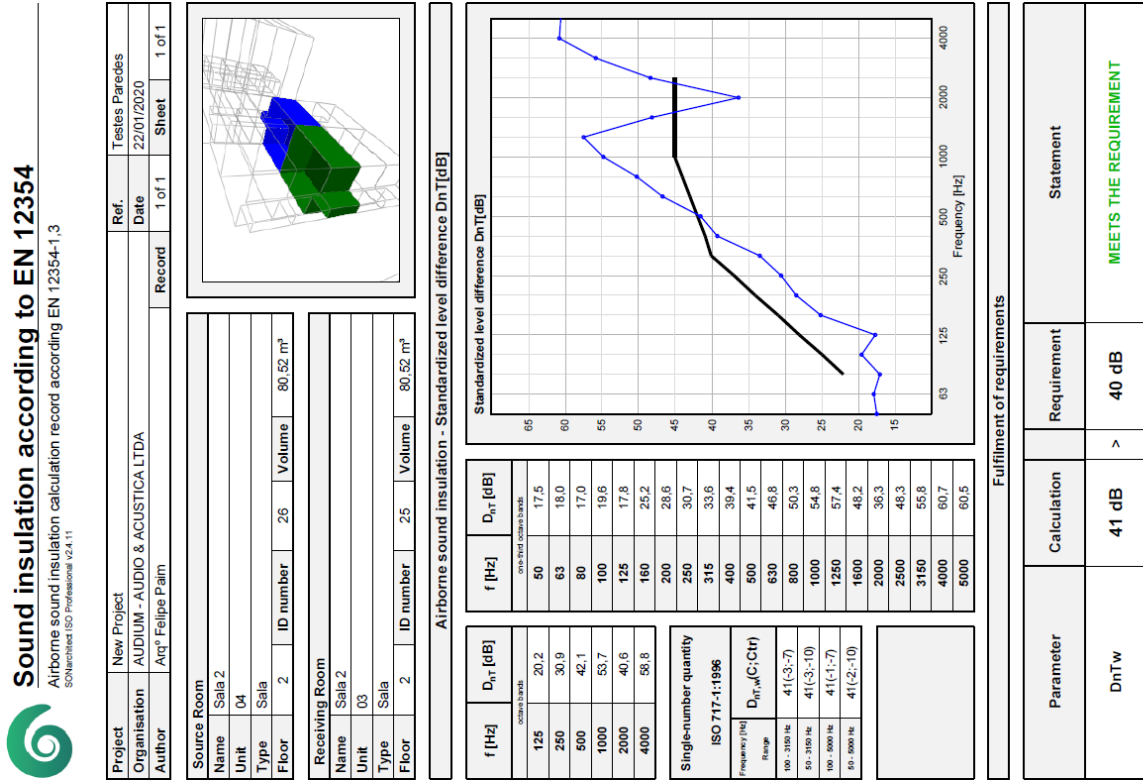 Sound insulation according to EN 12354
Airborne sound insulation calculation record according EN 12354-1,3
SONarchitect ISO Professional v2.4.11
Project New Project Ref. Testes Paredes
Organisation AUDIUM - AUDIO & ACUSTICA LTDA Date 22/01/2020
Author Arqº Felipe Paim Record 1 of 1 Sheet 1 of 1
Source Room
Name Sala 2
Unit 04
Type Sala
Floor 2 ID number 26 Volume 80,52 m³
Receiving Room
Name Sala 2
Unit 03
Type Sala
Floor 2 ID number 25 Volume 80,52 m³
Airborne sound insulation - Standardized level difference DnT[dB]
f [Hz] DnT [dB]
octave bands
125 20,2
250 30,9
500 42,1
1000 53,7
2000 40,6
4000 58,8
Single-number quantity
ISO 717-1:1996
Frequency [Hz] Range DnT,w(C;Ctr)
100 - 3150 Hz 41(-3;-7)
50 - 3150 Hz 41(-3;-10)
100 - 5000 Hz 41(-1;-7)
50 - 5000 Hz 41(-2;-10)
f [Hz] DnT [dB]
one-third octave bands
50 17,5
63 18,0
80 17,0
100 19,6
125 17,8
160 25,2
200 28,6
250 30,7
315 33,6
400 39,4
500 41,5
630 46,8
800 50,3
1000 54,8
1250 57,4
1600 48,2
2000 36,3
2500 48,3
3150 55,8
4000 60,7
5000 60,5
Standardized level difference DnT[dB]
65
60
55
50
45
40
35
30
25
20
15
63 125 250 500 1000 2000 4000
Frequency [Hz]
Fulfilment of requirements
Parameter Calculation Requirement Statement
DnTw 41 dB > 40 dB MEETS THE REQUIREMENT